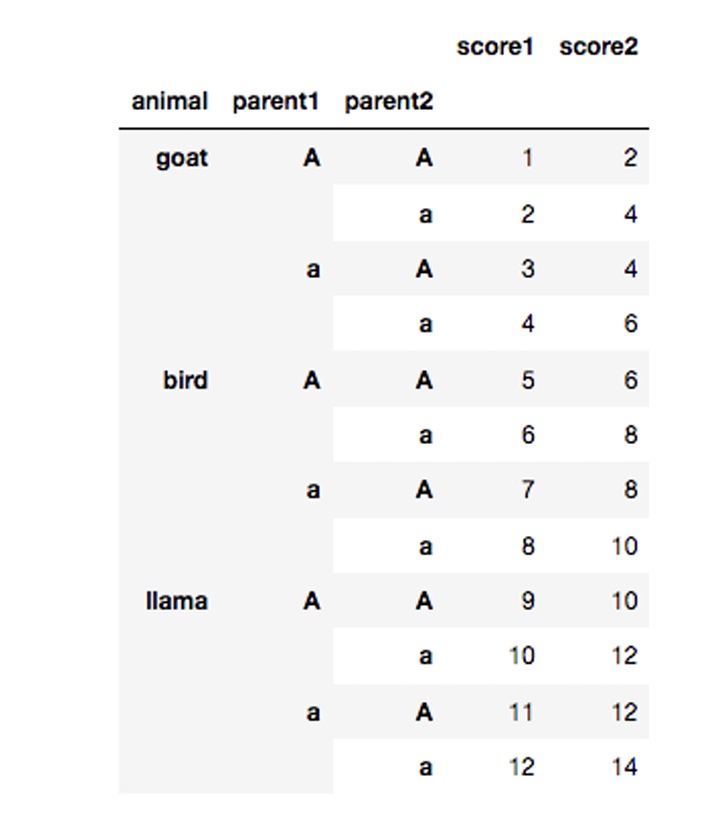 score1 score2
animal parent1 parent2
goat A A 1 2
a 2 4
a A 3 4
a 4 6
bird A A 5 6
a 6 8
a A 7 8
a 8 10
llama A A 9 10
a 10 12
a A 11 12
a 12 14